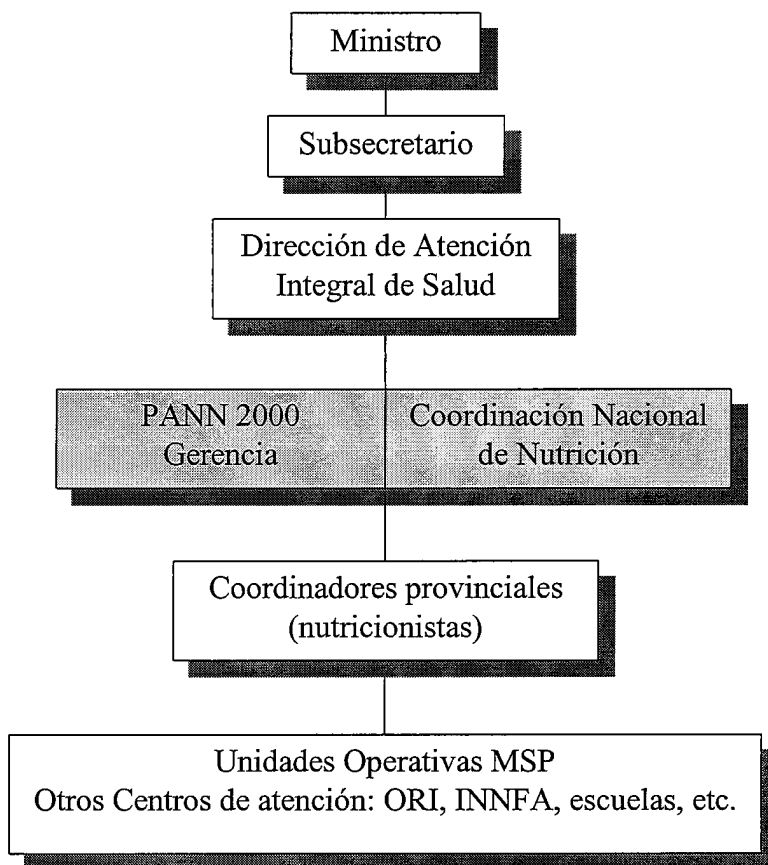 Ministro
Subsecretario
Dirección de Atención
Integral de Salud
PANN 2000
Gerencia
Coordinación Nacional
de Nutrición
Coordinadores provinciales
(nutricionistas)
Unidades Operativas MSP
Otros Centros de atención: ORI, INNFA, escuelas, etc.